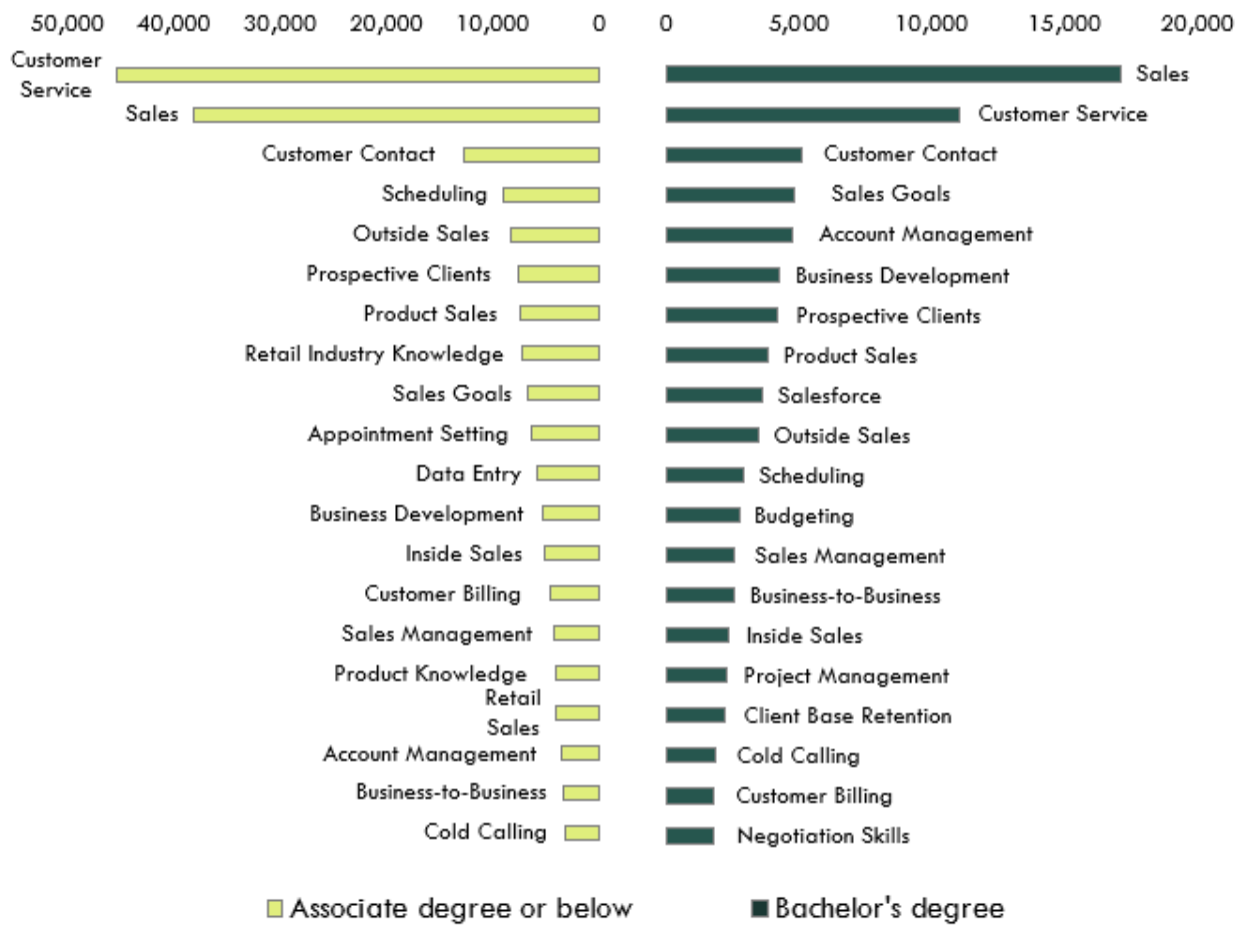 50,000 40,000 30,000 20,000 10,000 0 0 5,000 10,000 15,000 20,000
Customer
Service
Sales
Sales
Customer Service
Customer Contact
Customer Contact
Scheduling
Sales Goals
Outside Sales
Account Management
Prospective Clients
Business Development
Product Sales
Prospective Clients
Retail Industry Knowledge
Product Sales
Sales Goals
Salesforce
Appointment Setting
Outside Sales
Data Entry
Scheduling
Business Development
Budgeting
Inside Sales
Sales Management
Customer Billing
Business-to-Business
Sales Management
Inside Sales
Product Knowledge
Project Management
Retail
Sales
Client Base Retention
Account Management
Cold Calling
Business-to-Business
Customer Billing
Cold Calling
Negotiation Skills
Associate degree or below
Bachelor's degree